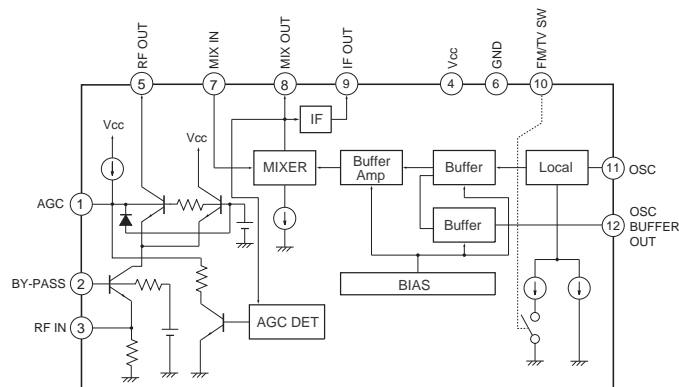 RF OUT
MIX IN
MIX OUT
IF OUT
Vcc
GND
FM/TV SW
5
7
8
9
4
6
10
Vcc
Vcc
IF
MIXER
Buffer
Amp
Buffer
Local
11
OSC
AGC
1
Buffer
12
OSC
BUFFER
OUT
BY-PASS
2
BIAS
RF IN
3
AGC DET